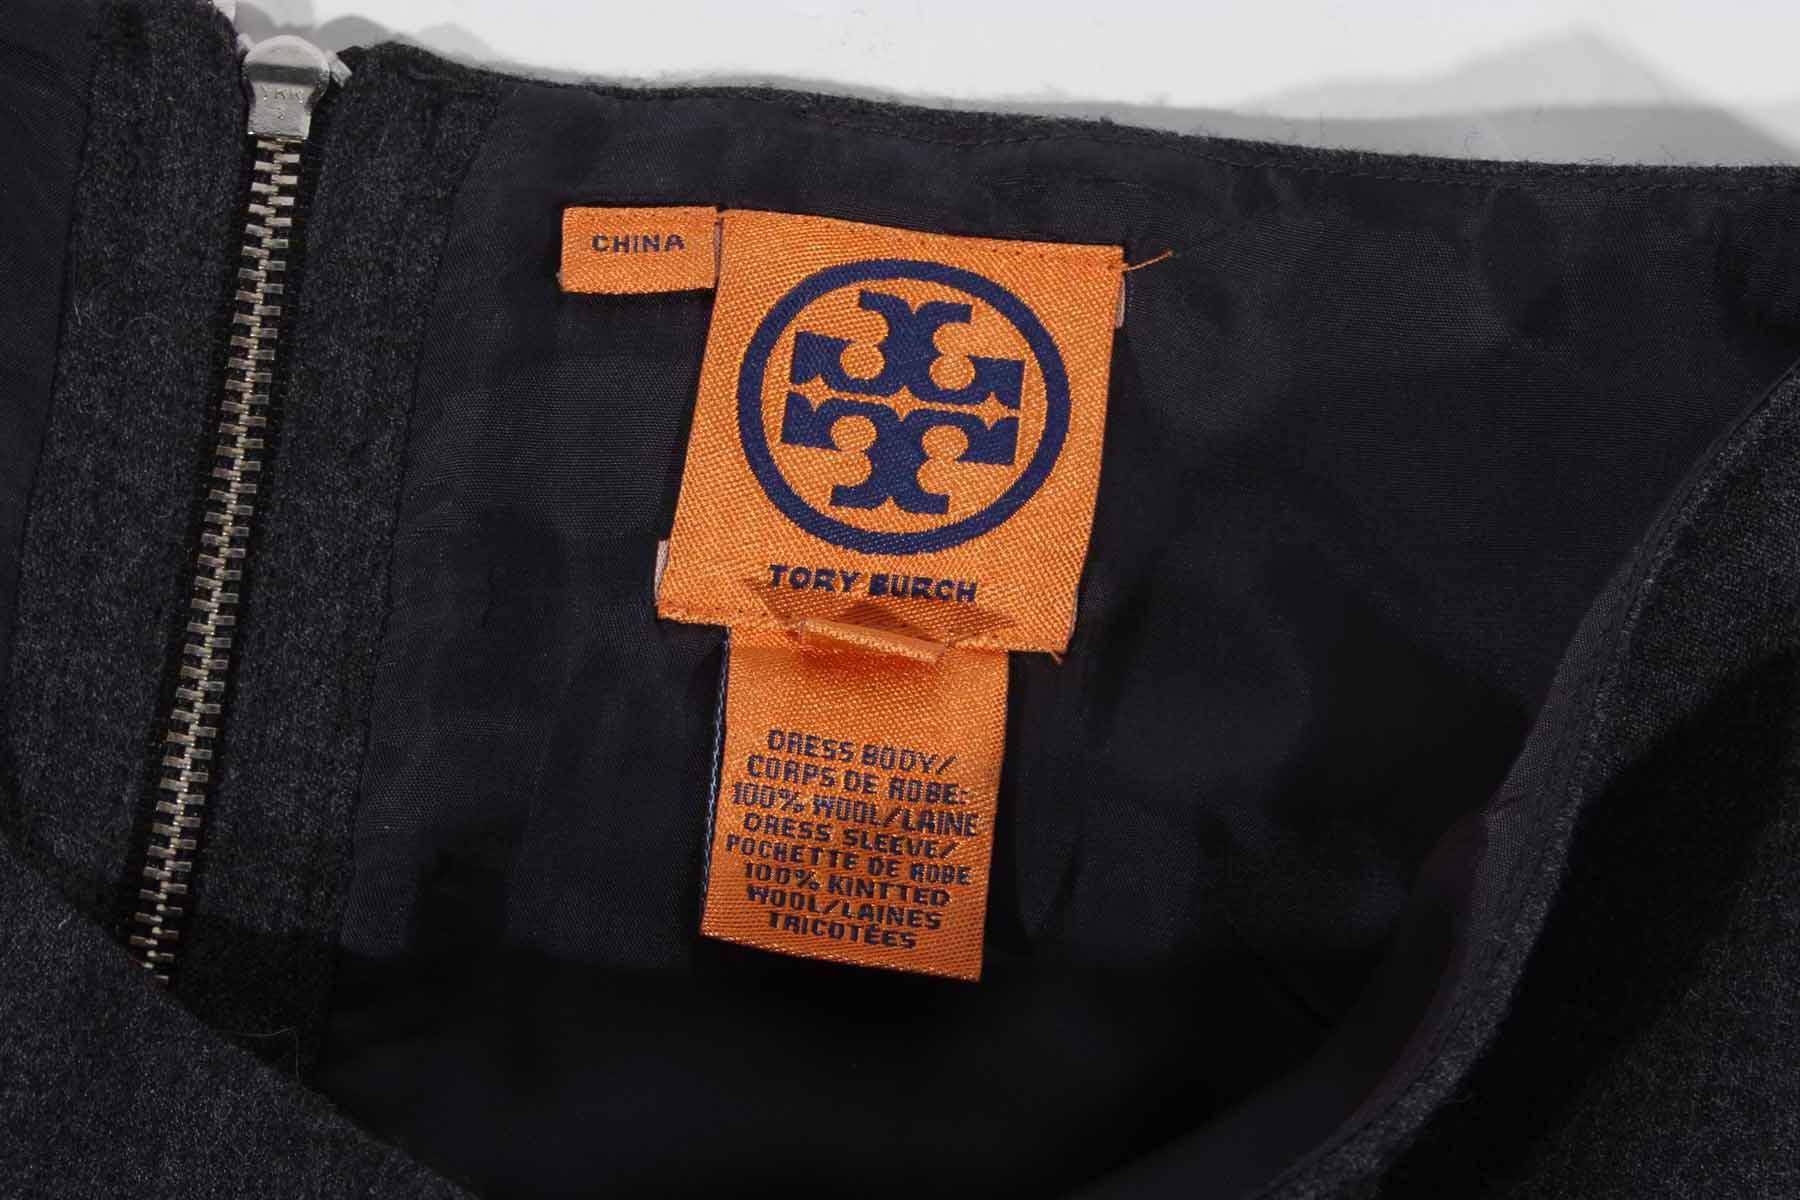 CHINA
TORY BURCH
DRESS BODY/
CORPS DE ROBE:
100% WOOL/LAINE
DRESS SLEEVE/
POCHETTE DE ROBE
100% KINTTED
WOOL/LAINES
TRICOTÉES